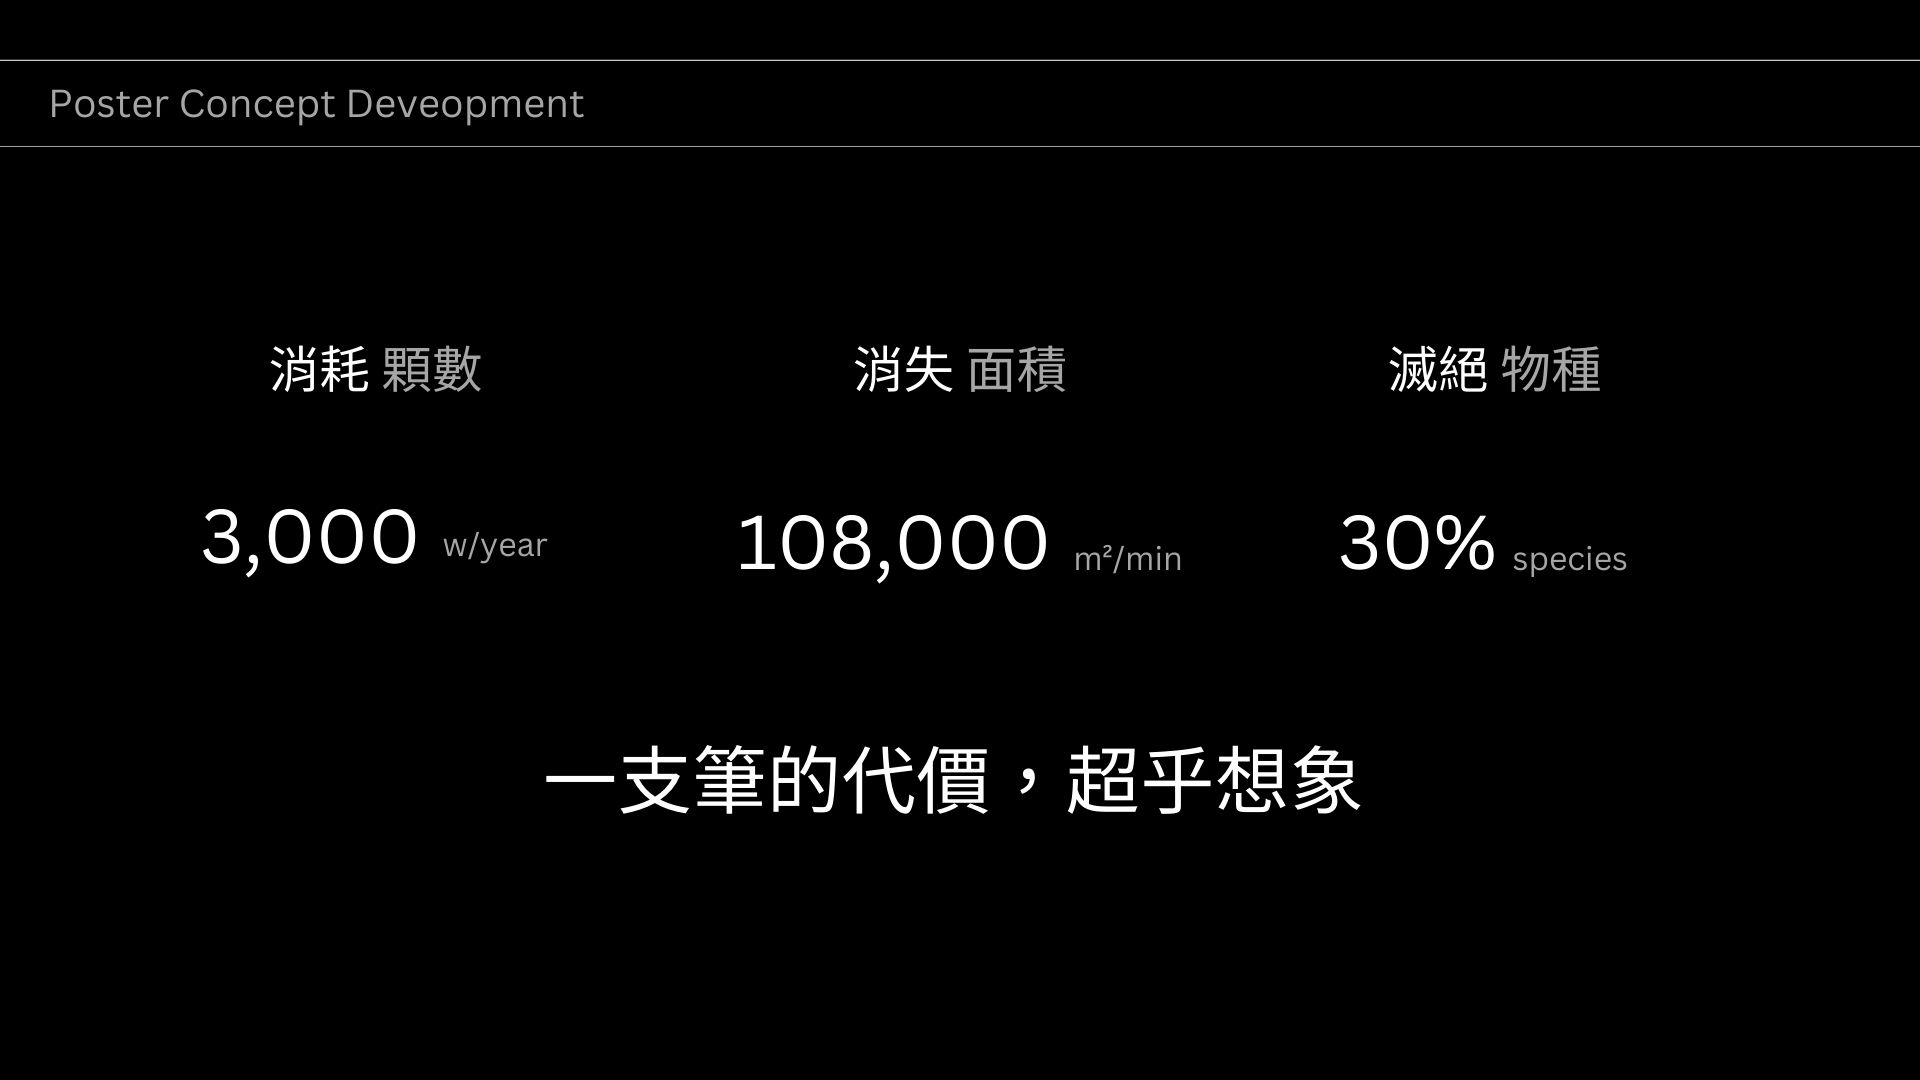 Poster Concept Deveopment
消耗 顆數
消失 面積
滅絕 物種
3,000 w/year
108,000 m²/min
30% species
一支筆的代價，超乎想象